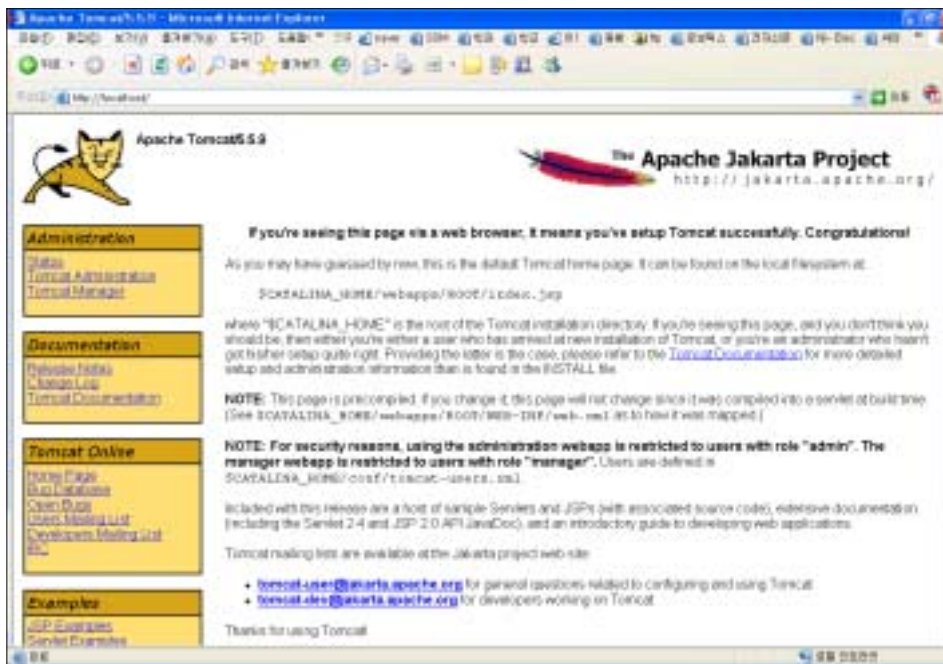 Apache Tomcat/5.5.9 - Microsoft Internet Explorer
http://localhost/
Apache Tomcat/5.5.9
The Apache Jakarta Project
http://jakarta.apache.org/
Administration
Status
Tomcat Administration
Tomcat Manager
Documentation
Release Notes
Change Log
Tomcat Documentation
Tomcat Online
Home Page
Bug Database
Open Bugs
Users Mailing List
Developers Mailing List
IRC
Examples
JSP Examples
Servlet Examples
If you're seeing this page via a web browser, it means you've setup Tomcat successfully. Congratulations!
As you may have guessed by now, this is the default Tomcat home page. It can be found on the local filesystem at:
$CATALINA_HOME/webapps/ROOT/index.jsp
where "$CATALINA_HOME" is the root of the Tomcat installation directory. If you're seeing this page, and you don't think you
should be, then either you're either a user who has arrived at new installation of Tomcat, or you're an administrator who hasn't
got his/her setup quite right. Providing the latter is the case, please refer to the Tomcat Documentation for more detailed
setup and administration information than is found in the INSTALL file.
NOTE: This page is precompiled. If you change it, this page will not change since it was compiled into a servlet at build time.
(See $CATALINA_HOME/webapps/ROOT/WEB-INF/web.xml as to how it was mapped.)
NOTE: For security reasons, using the administration webapp is restricted to users with role "admin". The
manager webapp is restricted to users with role "manager". Users are defined in
$CATALINA_HOME/conf/tomcat-users.xml
Included with this release are a host of sample Servlets and JSPs (with associated source code), extensive documentation
(including the Servlet 2.4 and JSP 2.0 API JavaDoc), and an introductory guide to developing web applications.
Tomcat mailing lists are available at the Jakarta project web site:
• tomcat-user@jakarta.apache.org for general questions related to configuring and using Tomcat
• tomcat-dev@jakarta.apache.org for developers working on Tomcat
Thanks for using Tomcat!